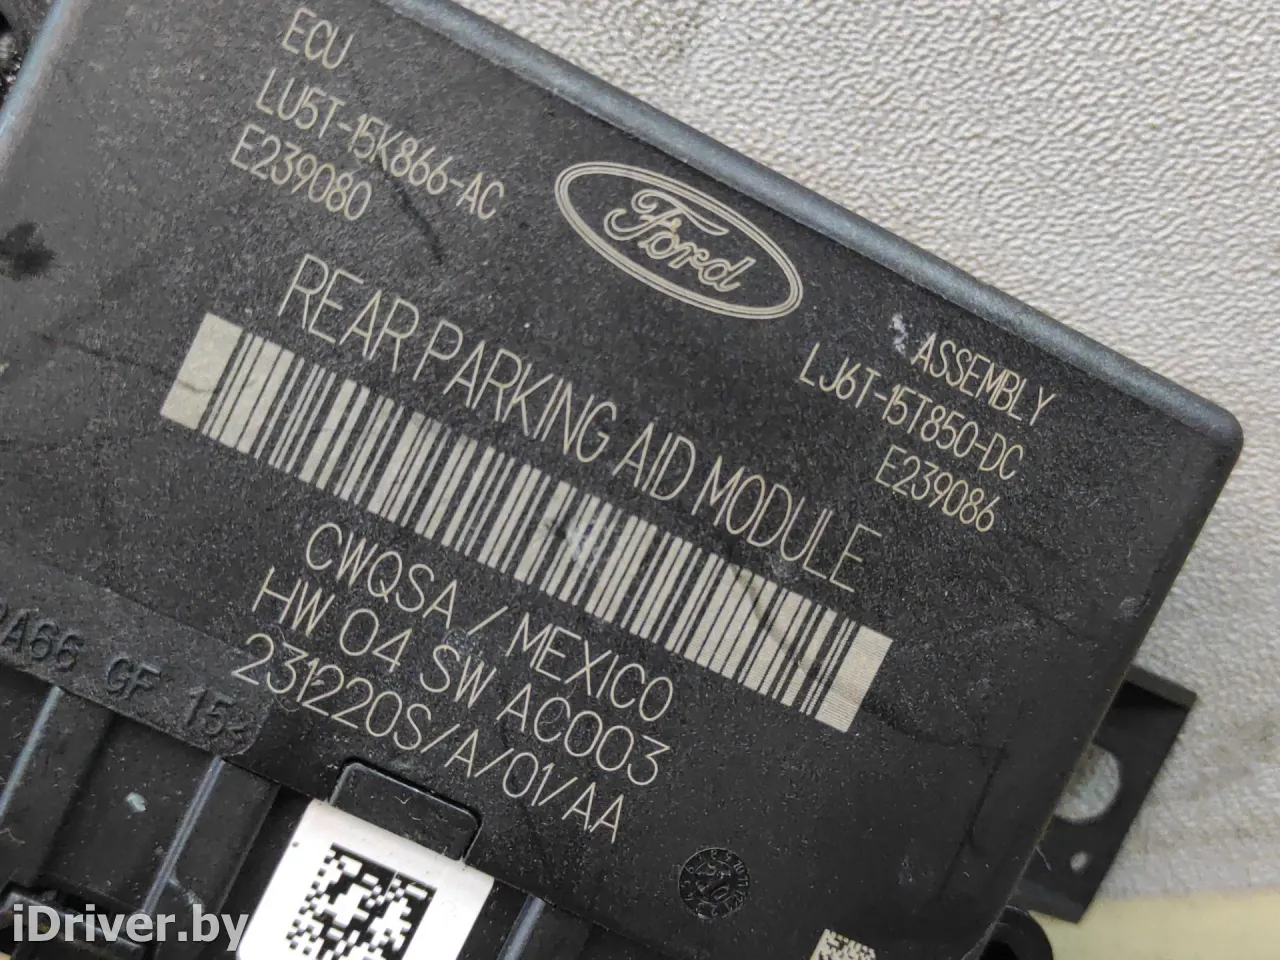 ECU
LU5T-15K866-AC
E239080
Ford
ASSEMBLY
LJ6T-15T850-DC
E239086
REAR PARKING AID MODULE
CWQSA / MEXICO
HW 04 SW AC003
231220S/A/01/AA
PA66 GF 15<
iDriver.by